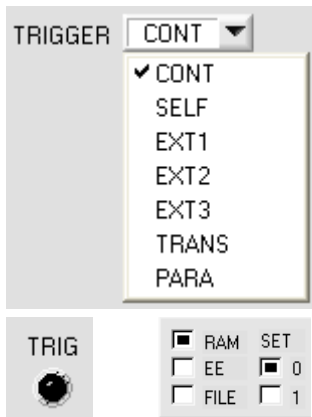 TRIGGER CONT
CONT
SELF
EXT1
EXT2
EXT3
TRANS
PARA
TRIG
RAM SET
EE 0
FILE 1